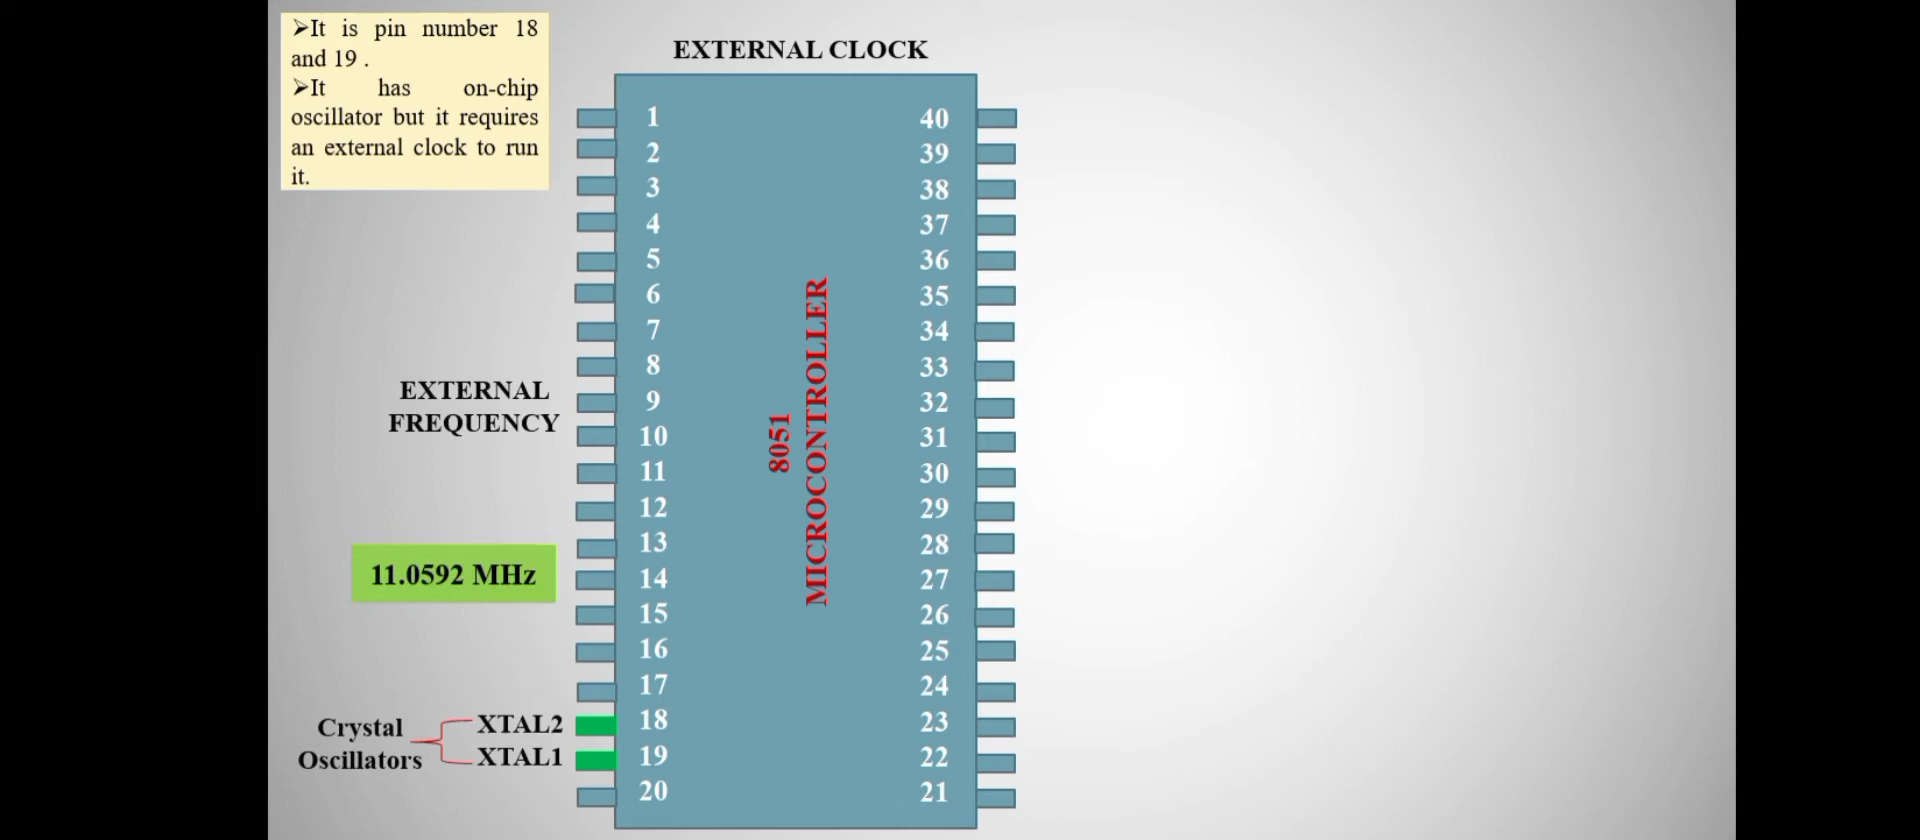 ➢It is pin number 18
and 19 .
➢It has on-chip
oscillator but it requires
an external clock to run
it.
EXTERNAL CLOCK
1 40
2 39
3 38
4 37
5 36
6 35
7 34
8 33
9 32
10 31
11 30
12 29
13 28
14 27
15 26
16 25
17 24
18 23
19 22
20 21
8051
MICROCONTROLLER
EXTERNAL
FREQUENCY
11.0592 MHz
Crystal
Oscillators
XTAL2
XTAL1